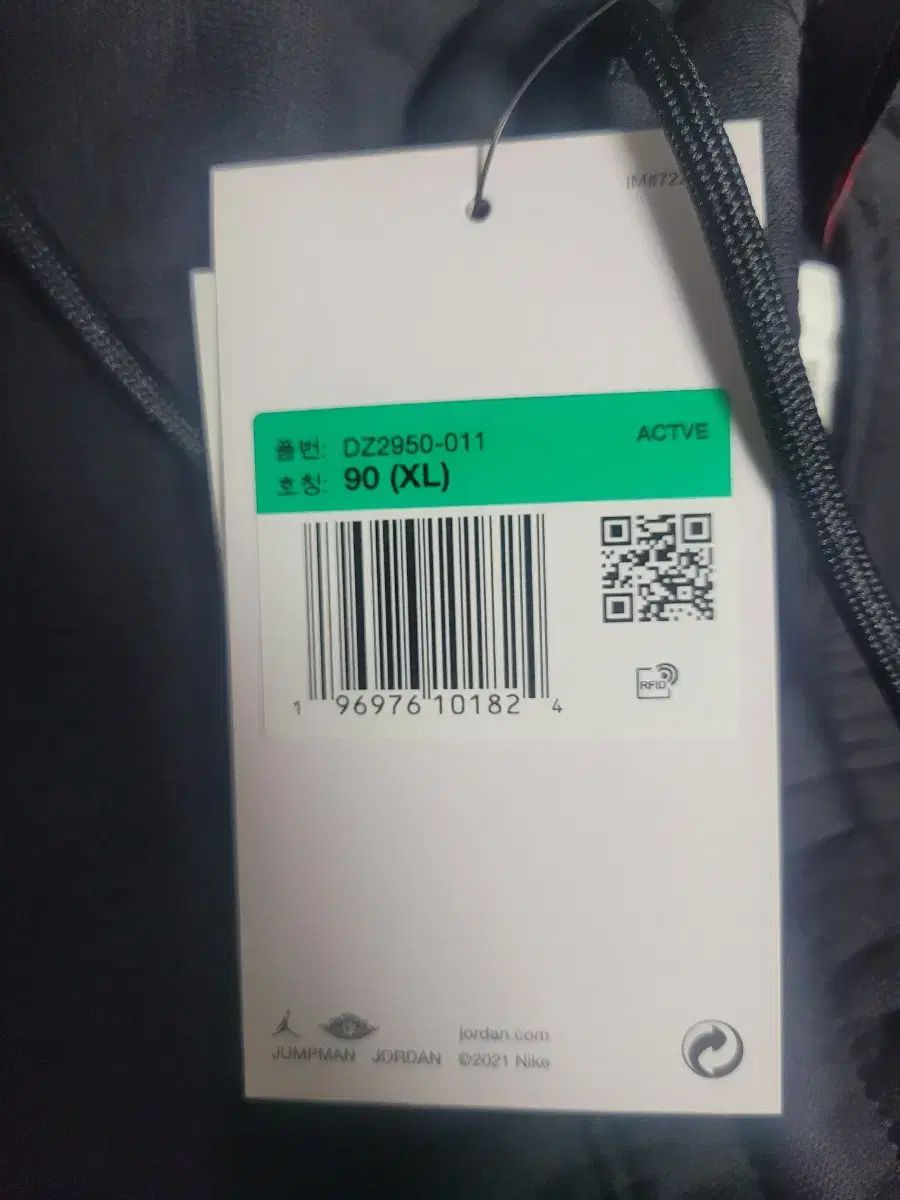 품번: DZ2950-011
ACTVE
호칭: 90 (XL)
1 96976 10182 4
RFID
jordan.com
JUMPMAN JORDAN ©2021 Nike